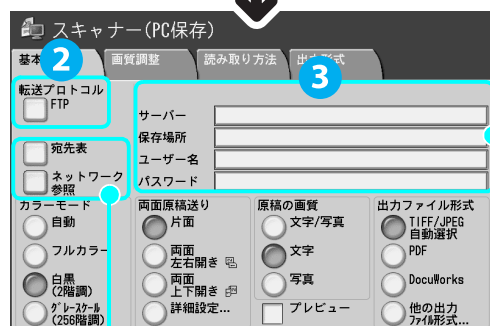 スキャナー(PC保存)
基本
2
画質調整
読み取り方法
出力形式
3
転送プロトコル
FTP
サーバー
保存場所
ユーザー名
パスワード
宛先表
ネットワーク
参照
カラーモード
自動
フルカラー
白黒
(2階調)
グレースケール
(256階調)
両面原稿送り
片面
両面
左右開き
両面
上下開き
詳細設定...
原稿の画質
文字/写真
文字
写真
プレビュー
出力ファイル形式
TIFF/JPEG
自動選択
PDF
DocuWorks
他の出力
ファイル形式...